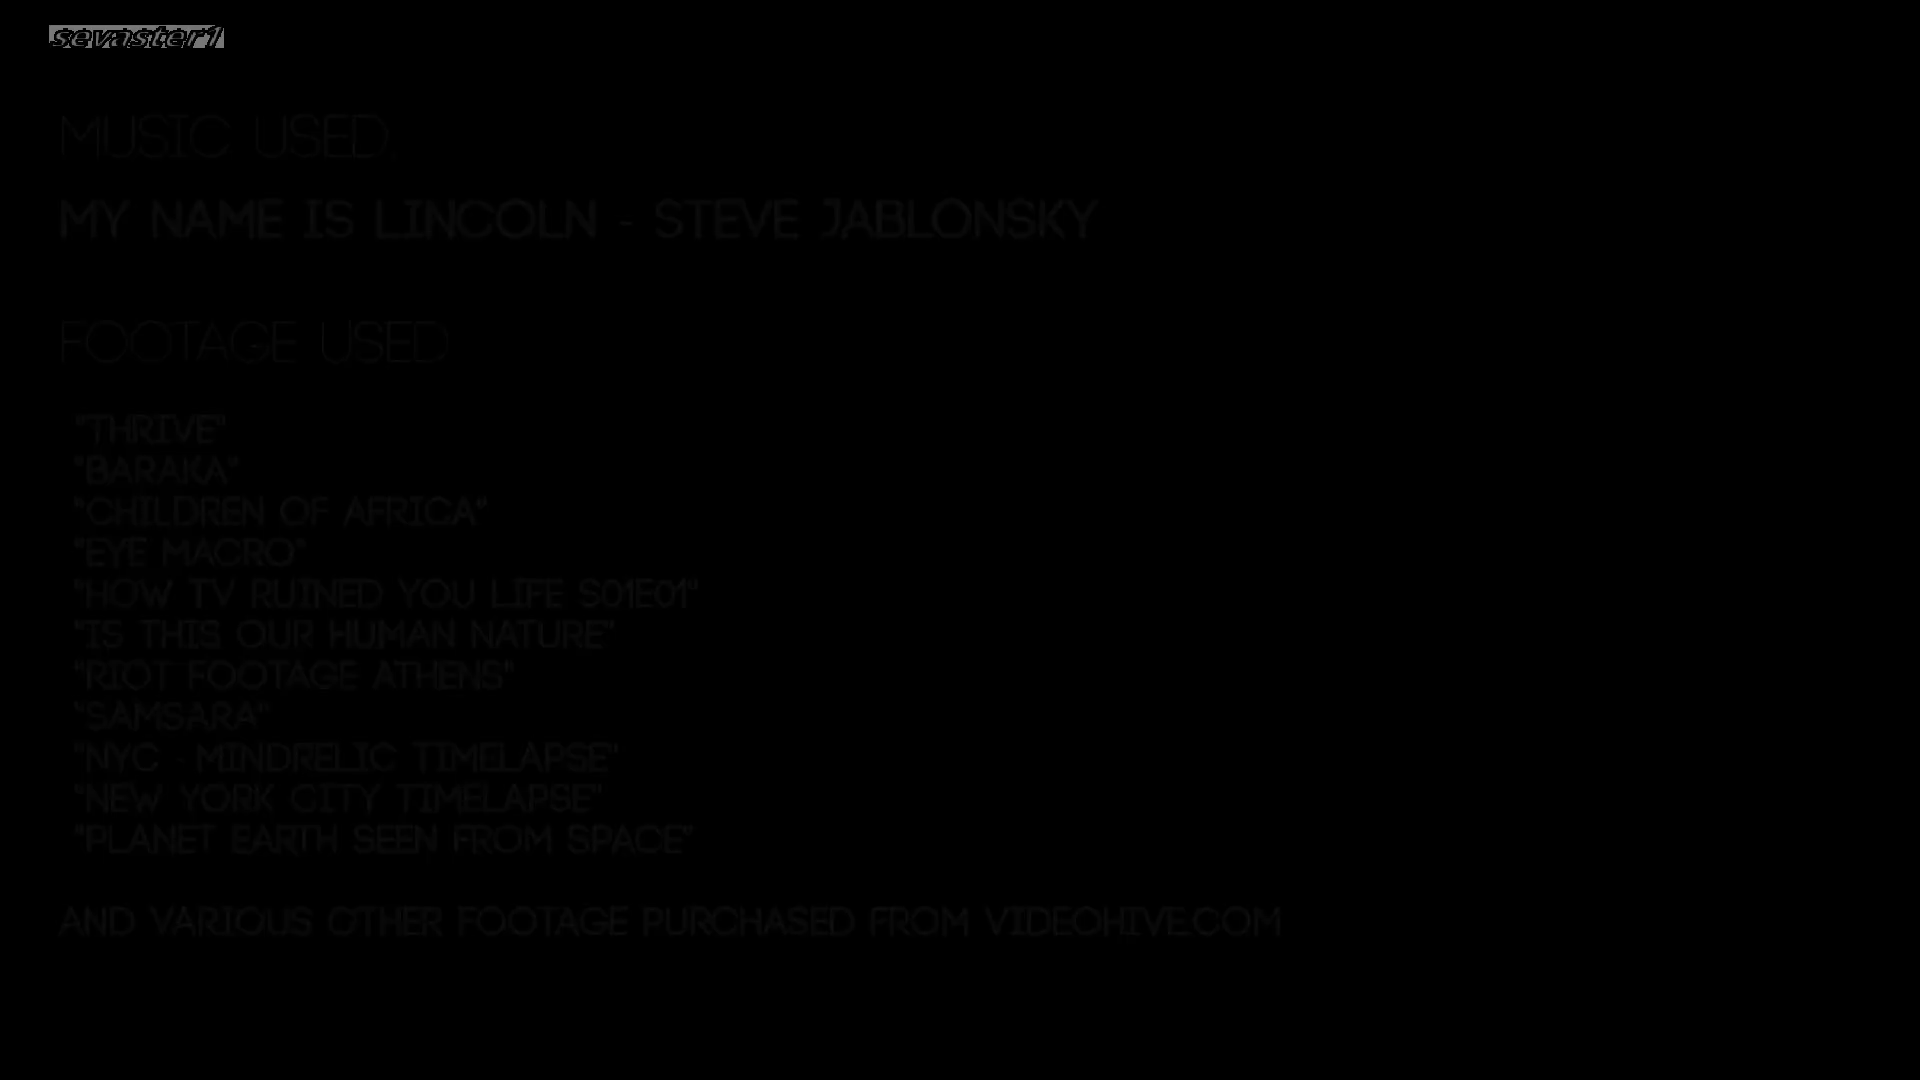 sevaster1
MUSIC USED.
MY NAME IS LINCOLN - STEVE JABLONSKY
FOOTAGE USED
"THRIVE"
"BARAKA"
"CHILDREN OF AFRICA"
"EYE MACRO"
"HOW TV RUINED YOU LIFE S01E01"
"IS THIS OUR HUMAN NATURE"
"RIOT FOOTAGE ATHENS"
"SAMSARA"
"NYC - MINDRELIC TIMELAPSE"
"NEW YORK CITY TIMELAPSE"
"PLANET EARTH SEEN FROM SPACE"
AND VARIOUS OTHER FOOTAGE PURCHASED FROM VIDEOHIVE.COM